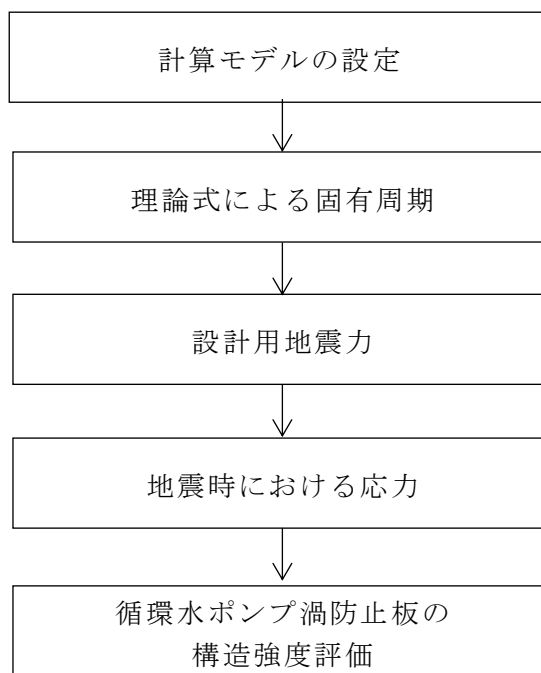 計算モデルの設定
理論式による固有周期
設計用地震力
地震時における応力
循環水ポンプ渦防止板の
構造強度評価